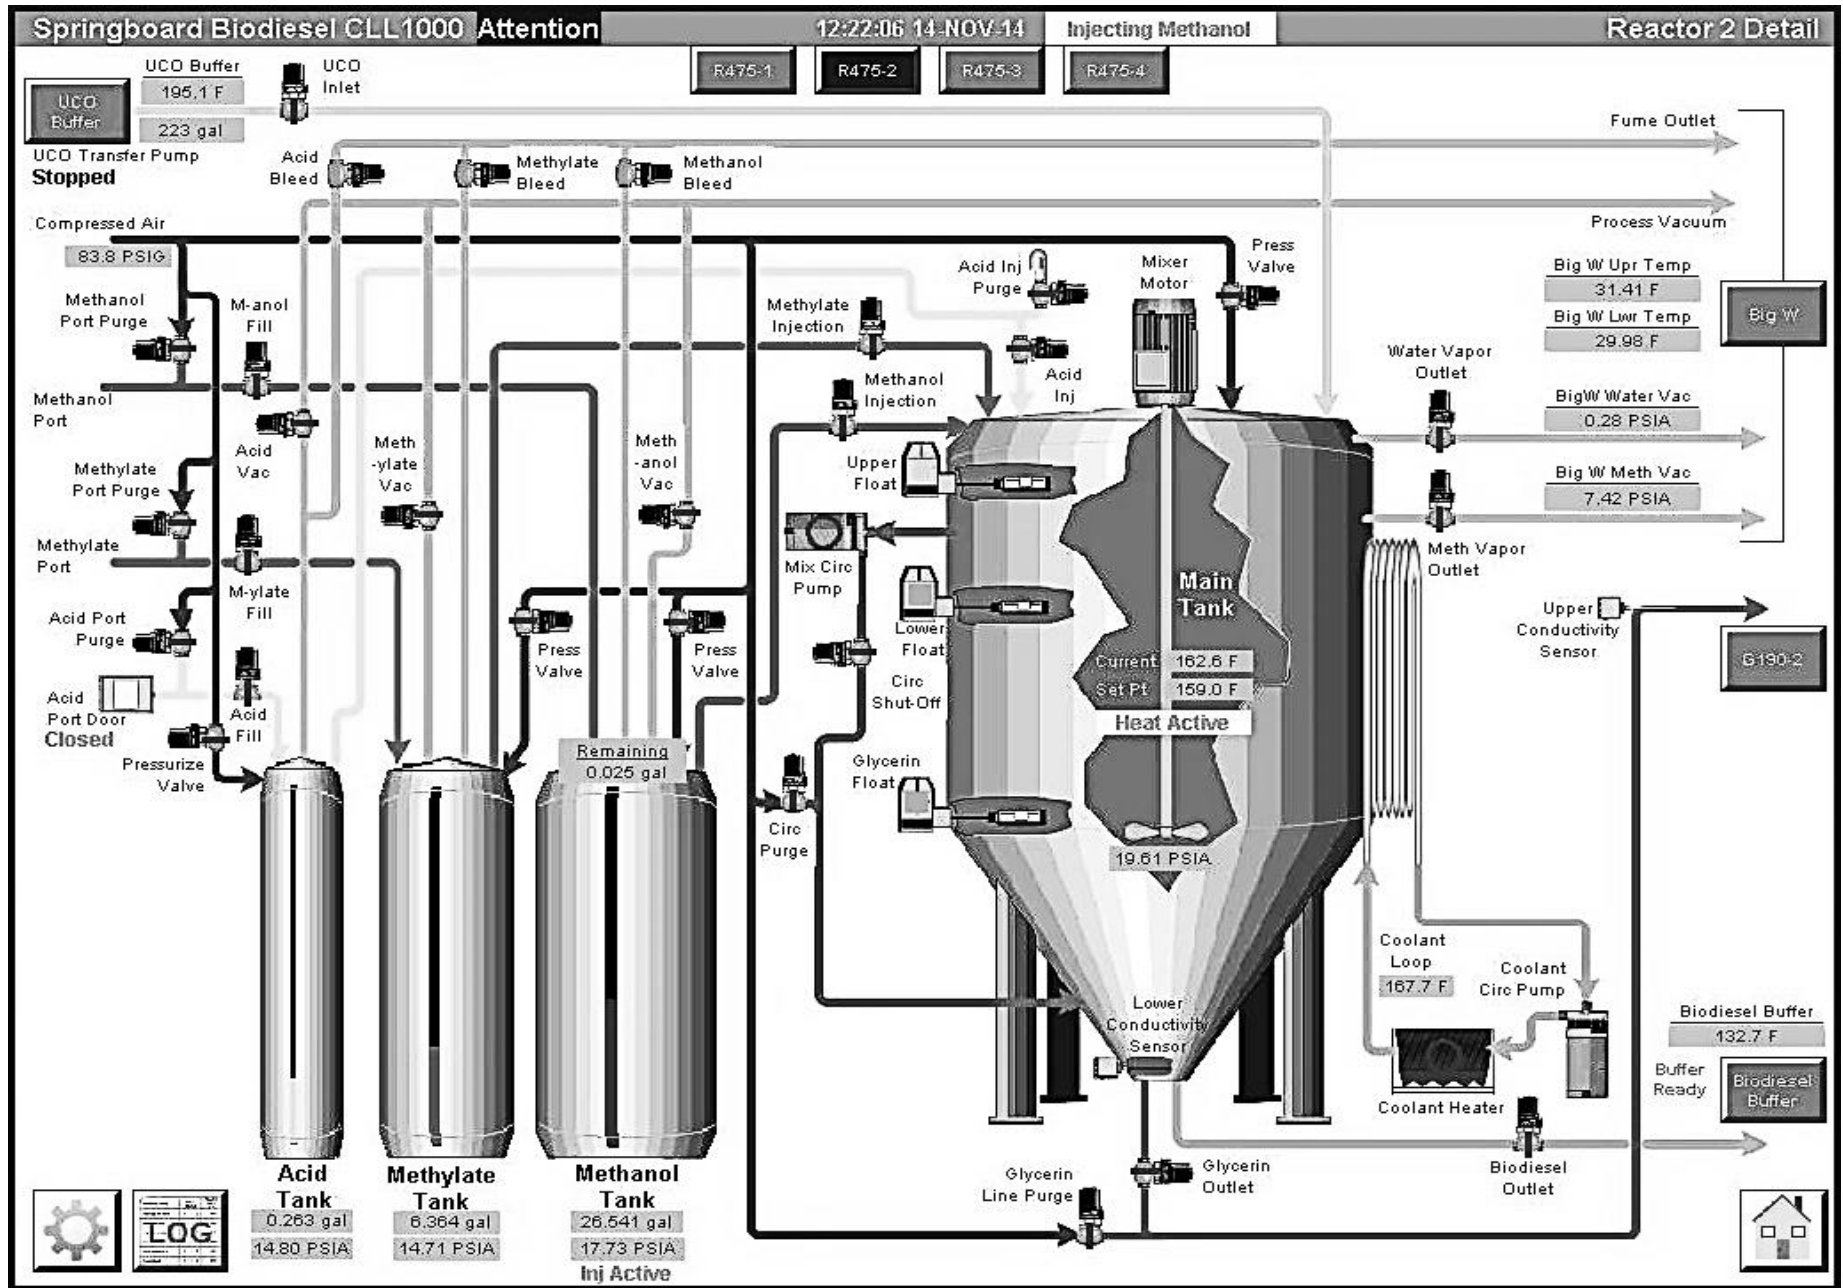 Springboard Biodiesel CLL1000 Attention
12:22:06 14-NOV-14
Injecting Methanol
Reactor 2 Detail
R475-1
R475-2
R475-3
R475-4
UCO
Buffer
UCO Buffer
195.1 F
223 gal
UCO
Inlet
UCO Transfer Pump
Stopped
Acid
Bleed
Methylate
Bleed
Methanol
Bleed
Fume Outlet
Process Vacuum
Compressed Air
83.8 PSIG
Methanol
Port Purge
M-anol
Fill
Methanol
Port
Acid
Vac
Methylate
Port Purge
Meth
-ylate
Vac
Meth
-anol
Vac
Methylate
Port
M-ylate
Fill
Acid Port
Purge
Acid
Port Door
Closed
Acid
Fill
Pressurize
Valve
Press
Valve
Press
Valve
Acid Inj
Purge
Mixer
Motor
Press
Valve
Methylate
Injection
Methanol
Injection
Acid
Inj
Upper
Float
Mix Circ
Pump
Lower
Float
Circ
Shut-Off
Glycerin
Float
Circ
Purge
Main
Tank
Current
162.6 F
Set Pt
159.0 F
Heat Active
19.61 PSIA
Water Vapor
Outlet
Meth Vapor
Outlet
Big W Upr Temp
31.41 F
Big W Lwr Temp
29.98 F
Big W
BigW Water Vac
0.28 PSIA
Big W Meth Vac
7.42 PSIA
Upper
Conductivity
Sensor
G190-2
Remaining
0.025 gal
Lower
Conductivity
Sensor
Coolant
Loop
167.7 F
Coolant
Circ Pump
Coolant Heater
Biodiesel Buffer
132.7 F
Buffer
Ready
Biodiesel
Buffer
Biodiesel
Outlet
Glycerin
Outlet
Glycerin
Line Purge
Acid
Tank
0.263 gal
14.80 PSIA
Methylate
Tank
6.364 gal
14.71 PSIA
Methanol
Tank
26.541 gal
17.73 PSIA
Inj Active
LOG